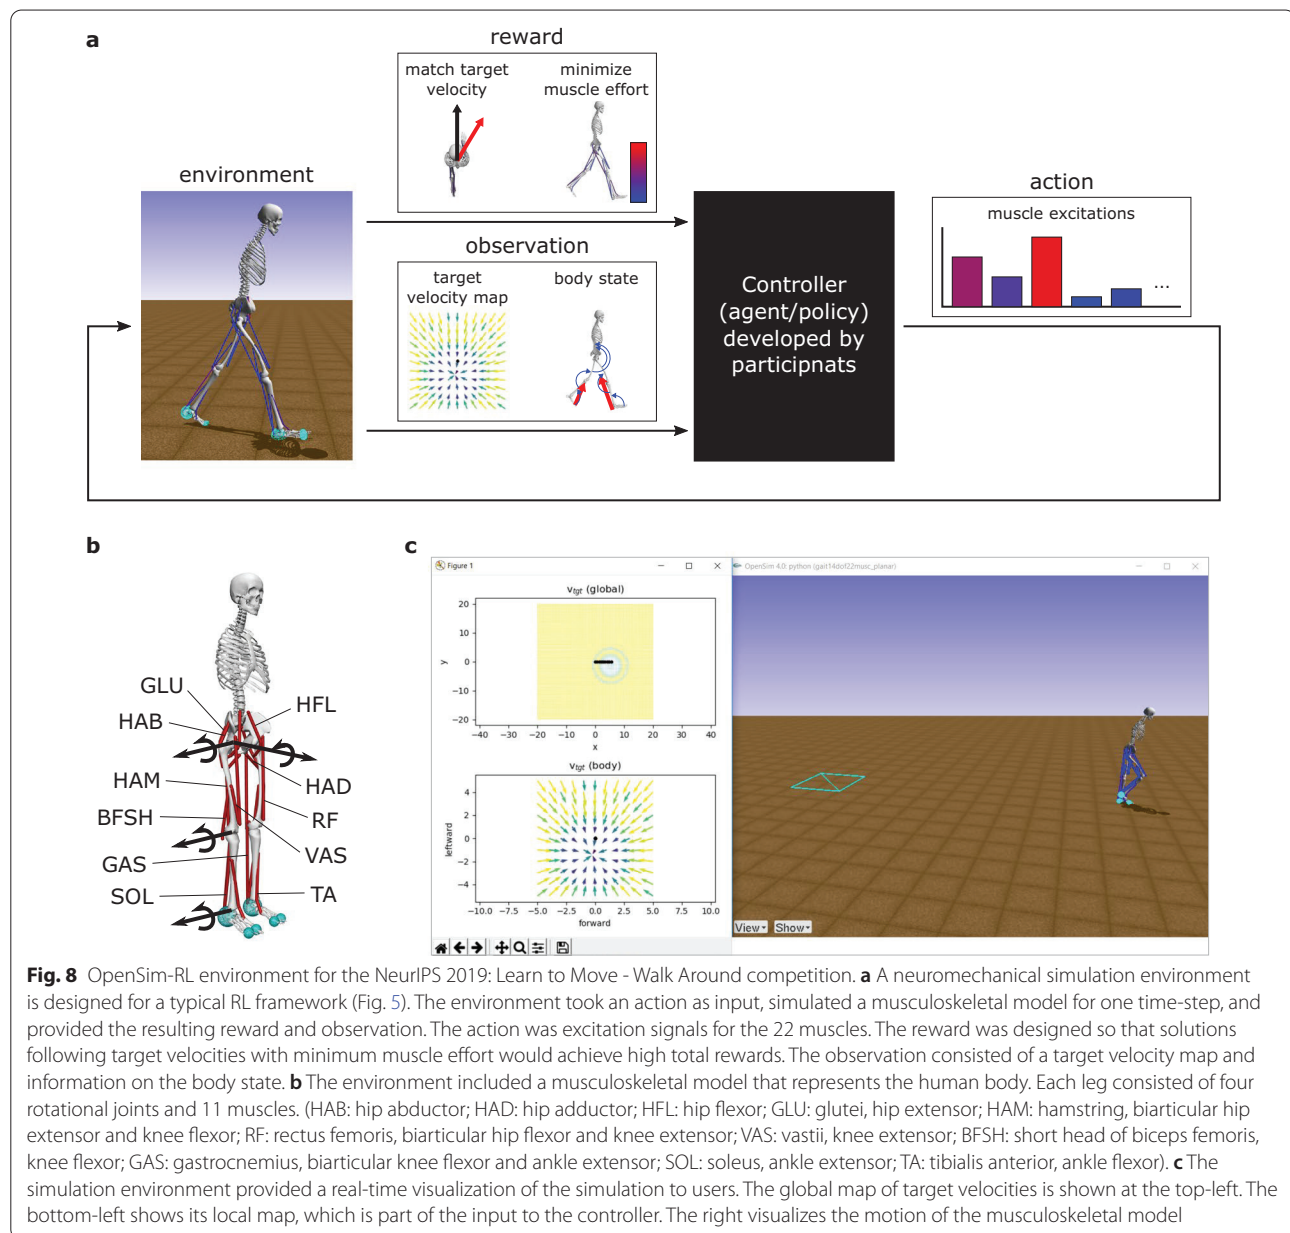 a
reward
match target
velocity
minimize
muscle effort
environment
observation
target
velocity map
body state
Controller
(agent/policy)
developed by
participnats
action
muscle excitations
...
b
GLU
HFL
HAB
HAM
HAD
BFSH
RF
GAS
VAS
SOL
TA
c
Figure 1
v_tgt (global)
20
10
0
−10
−20
y
−40 −30 −20 −10 0 10 20 30 40
x
v_tgt (body)
4
2
0
−2
−4
leftward
−10.0 −7.5 −5.0 −2.5 0.0 2.5 5.0 7.5 10.0
forward
OpenSim 4.0: python (gait14dof22musc_planar)
View Show
Fig. 8 OpenSim-RL environment for the NeurIPS 2019: Learn to Move - Walk Around competition. a A neuromechanical simulation environment
is designed for a typical RL framework (Fig. 5). The environment took an action as input, simulated a musculoskeletal model for one time-step, and
provided the resulting reward and observation. The action was excitation signals for the 22 muscles. The reward was designed so that solutions
following target velocities with minimum muscle effort would achieve high total rewards. The observation consisted of a target velocity map and
information on the body state. b The environment included a musculoskeletal model that represents the human body. Each leg consisted of four
rotational joints and 11 muscles. (HAB: hip abductor; HAD: hip adductor; HFL: hip flexor; GLU: glutei, hip extensor; HAM: hamstring, biarticular hip
extensor and knee flexor; RF: rectus femoris, biarticular hip flexor and knee extensor; VAS: vastii, knee extensor; BFSH: short head of biceps femoris,
knee flexor; GAS: gastrocnemius, biarticular knee flexor and ankle extensor; SOL: soleus, ankle extensor; TA: tibialis anterior, ankle flexor). c The
simulation environment provided a real-time visualization of the simulation to users. The global map of target velocities is shown at the top-left. The
bottom-left shows its local map, which is part of the input to the controller. The right visualizes the motion of the musculoskeletal model